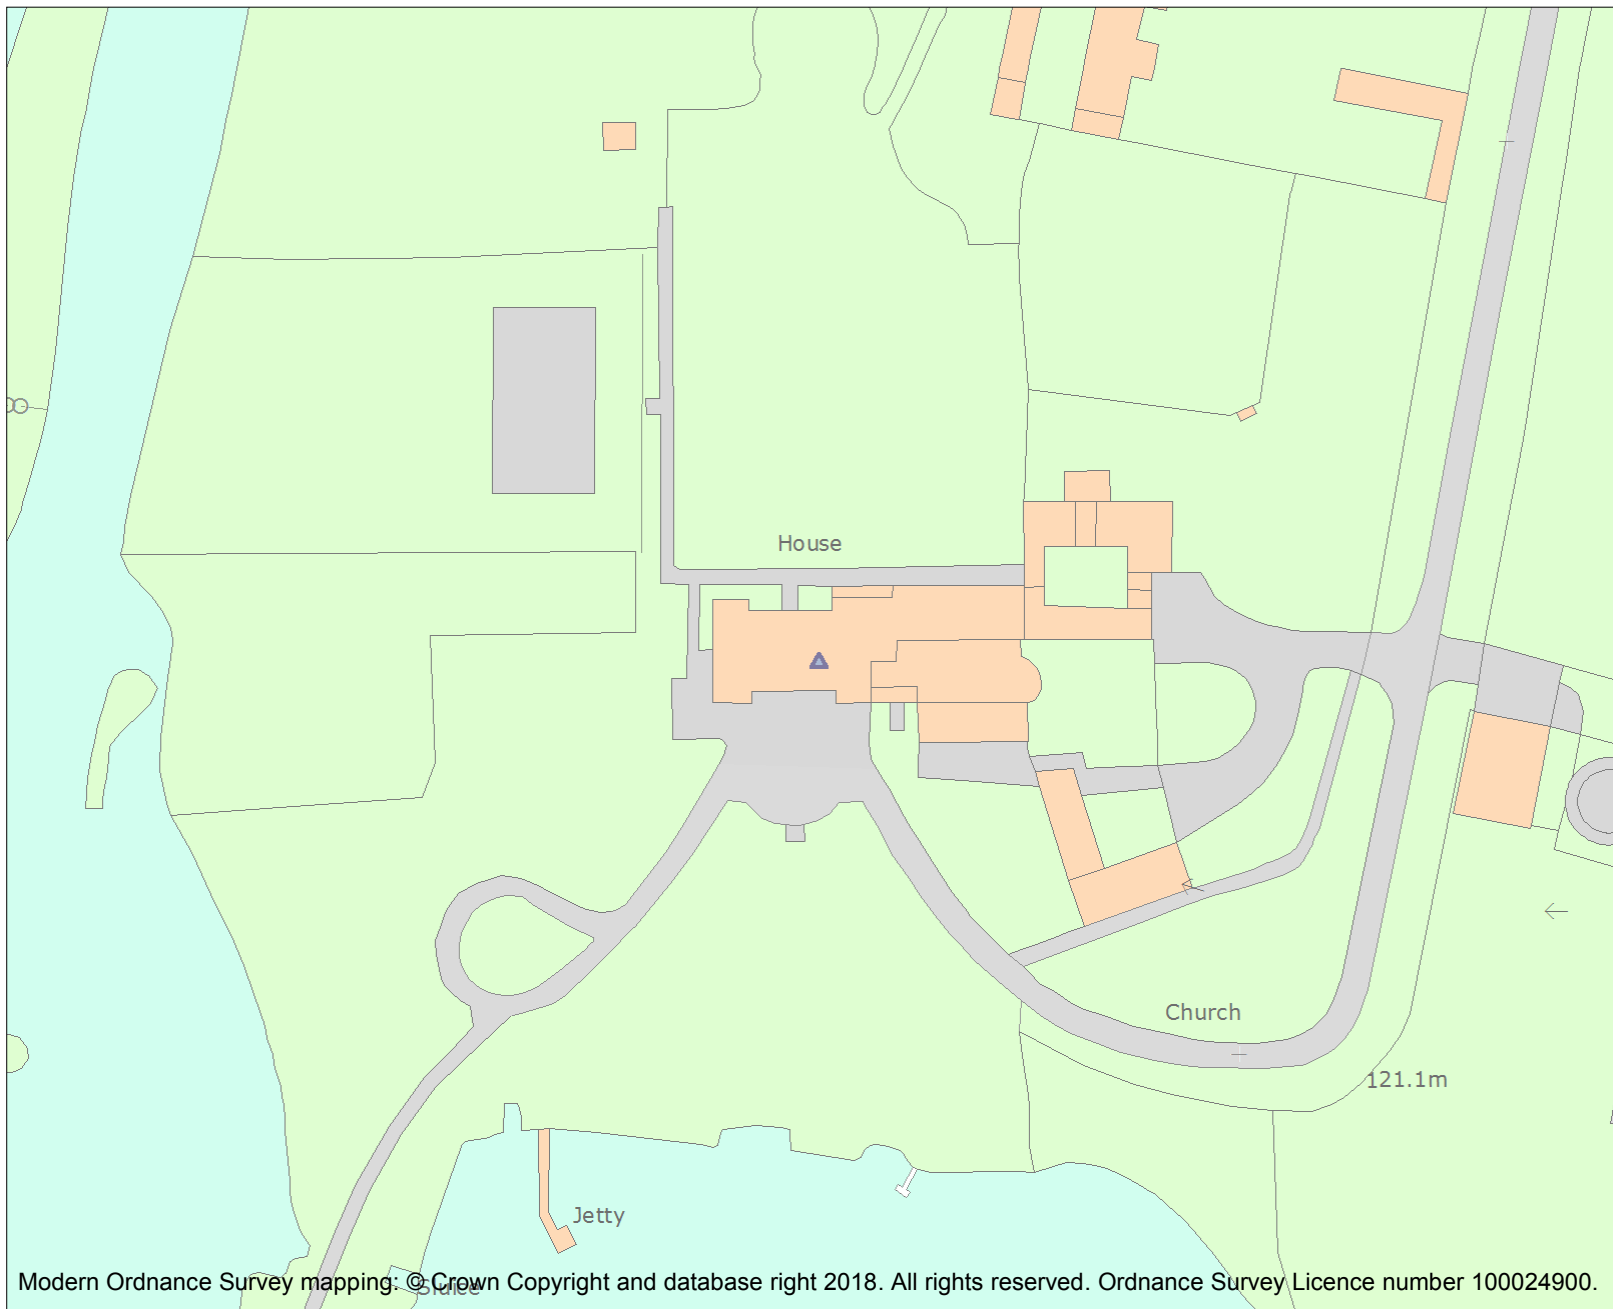 House
Church
121.1m
Jetty
Sluice
Modern Ordnance Survey mapping: © Crown Copyright and database right 2018. All rights reserved. Ordnance Survey Licence number 100024900.